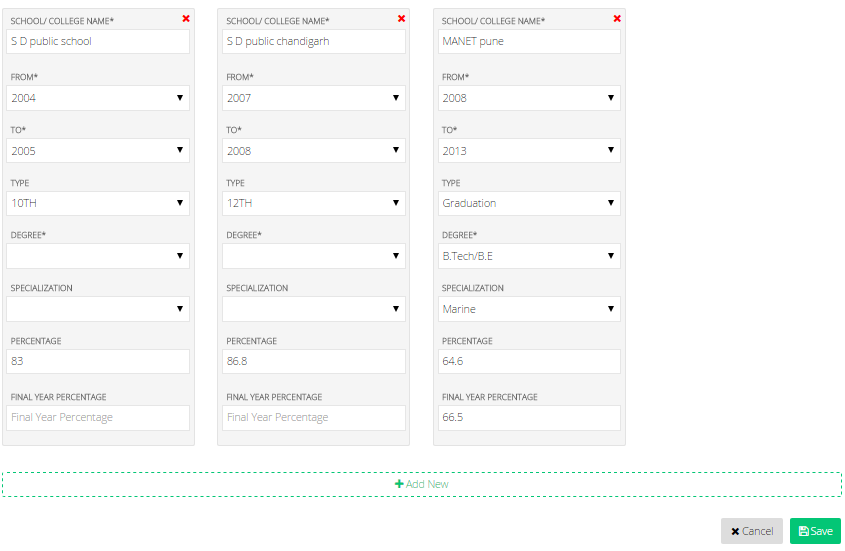 SCHOOL/ COLLEGE NAME*
S D public school
FROM*
2004
TO*
2005
TYPE
10TH
DEGREE*
SPECIALIZATION
PERCENTAGE
83
FINAL YEAR PERCENTAGE
Final Year Percentage
SCHOOL/ COLLEGE NAME*
S D public chandigarh
FROM*
2007
TO*
2008
TYPE
12TH
DEGREE*
SPECIALIZATION
PERCENTAGE
86.8
FINAL YEAR PERCENTAGE
Final Year Percentage
SCHOOL/ COLLEGE NAME*
MANET pune
FROM*
2008
TO*
2013
TYPE
Graduation
DEGREE*
B.Tech/B.E
SPECIALIZATION
Marine
PERCENTAGE
64.6
FINAL YEAR PERCENTAGE
66.5
Add New
Cancel
Save